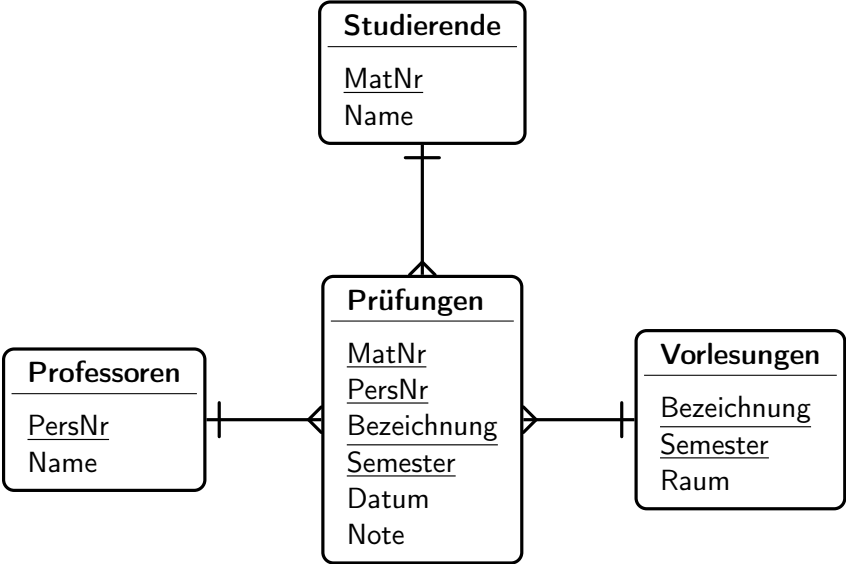 Studierende
MatNr
Name
Prüfungen
MatNr
PersNr
Bezeichnung
Semester
Datum
Note
Professoren
PersNr
Name
Vorlesungen
Bezeichnung
Semester
Raum